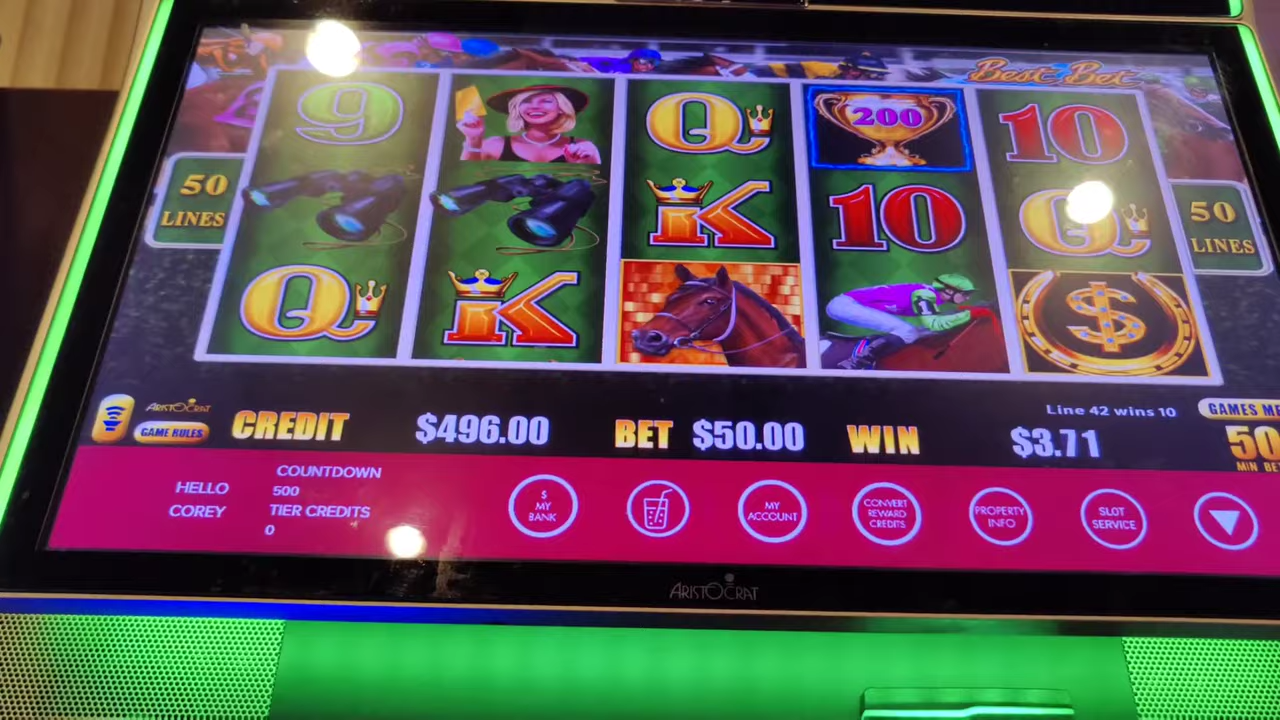 Best Bet
9
Q
200
10
50
LINES
K
10
Q
50
LINES
Q
K
1
$
Line 42 wins 10
GAMES
ARISTOCRAT
GAME RULES
CREDIT
$496.00
BET
$50.00
WIN
$3.71
50
MIN
HELLO
COREY
COUNTDOWN
500
TIER CREDITS
0
$
MY
BANK
MY
ACCOUNT
CONVERT
REWARD
CREDITS
PROPERTY
INFO
SLOT
SERVICE
ARISTOCRAT